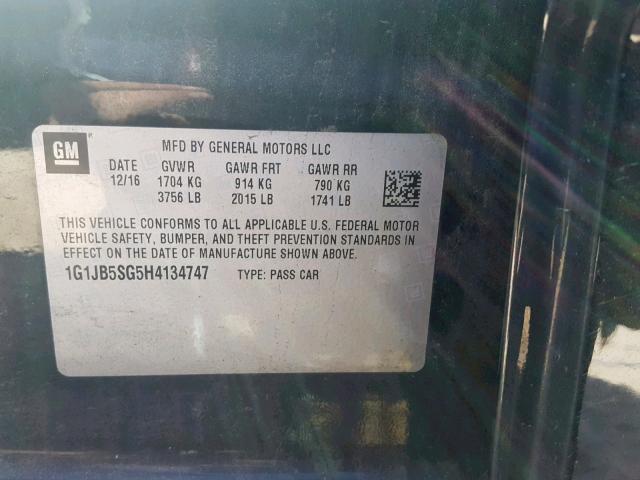 GM
MFD BY GENERAL MOTORS LLC
DATE GVWR GAWR FRT GAWR RR
12/16 1704 KG 914 KG 790 KG
3756 LB 2015 LB 1741 LB
THIS VEHICLE CONFORMS TO ALL APPLICABLE U.S. FEDERAL MOTOR
VEHICLE SAFETY, BUMPER, AND THEFT PREVENTION STANDARDS IN
EFFECT ON THE DATE OF MANUFACTURE SHOWN ABOVE.
1G1JB5SG5H4134747 TYPE: PASS CAR